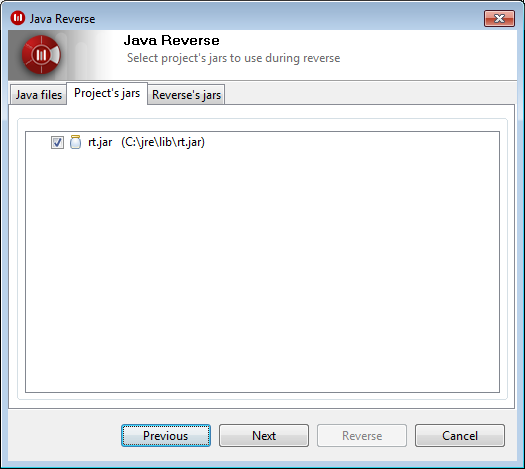 Java Reverse
Java Reverse
Select project's jars to use during reverse
Java files Project's jars Reverse's jars
rt.jar (C:\jre\lib\rt.jar)
Previous Next Reverse Cancel